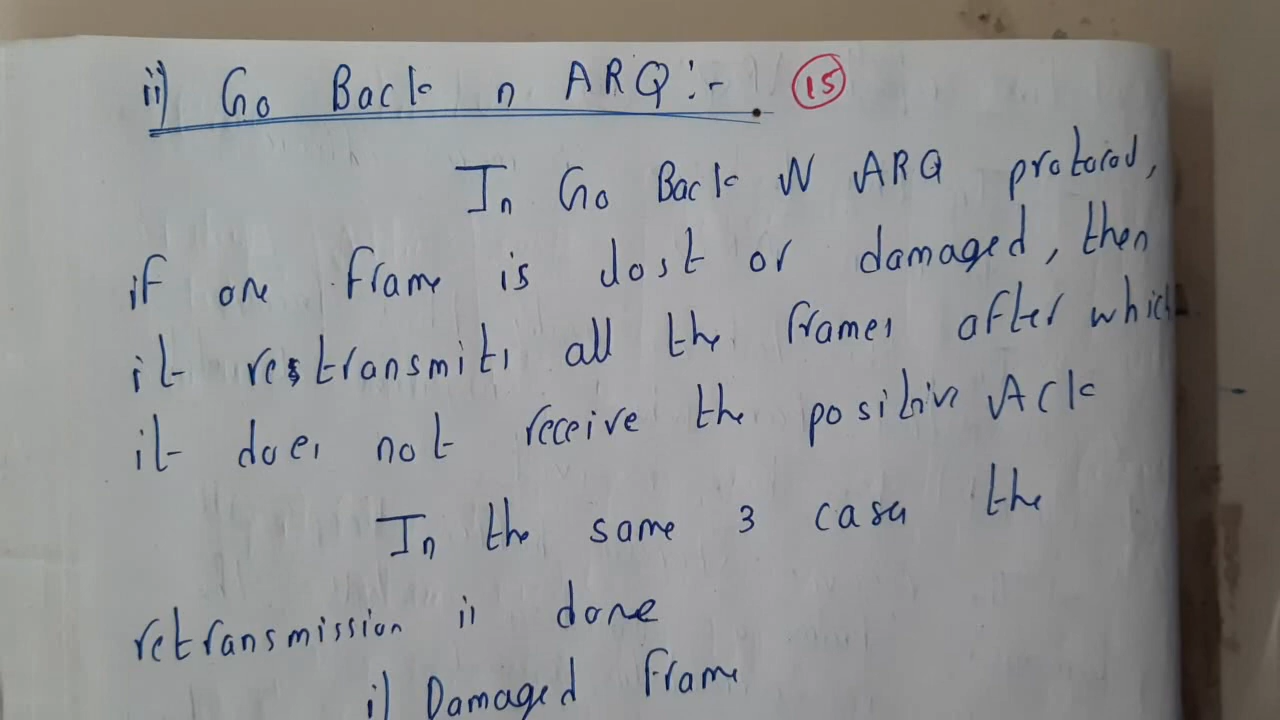 ii) Go Back n ARQ :- 15
In Go Back N ARQ protocol,
if one frame is lost or damaged, then
it retransmits all the frames after which
it does not receive the positive Ack
In the same 3 cases the
retransmission is done
i) Damaged frame